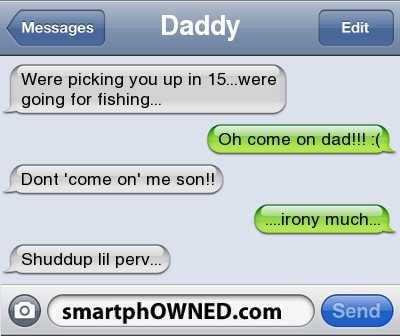 Messages
Daddy
Edit
Were picking you up in 15...were
going for fishing...
Oh come on dad!!! :(
Dont 'come on' me son!!
....irony much...
Shuddup lil perv...
smartphOWNED.com
Send